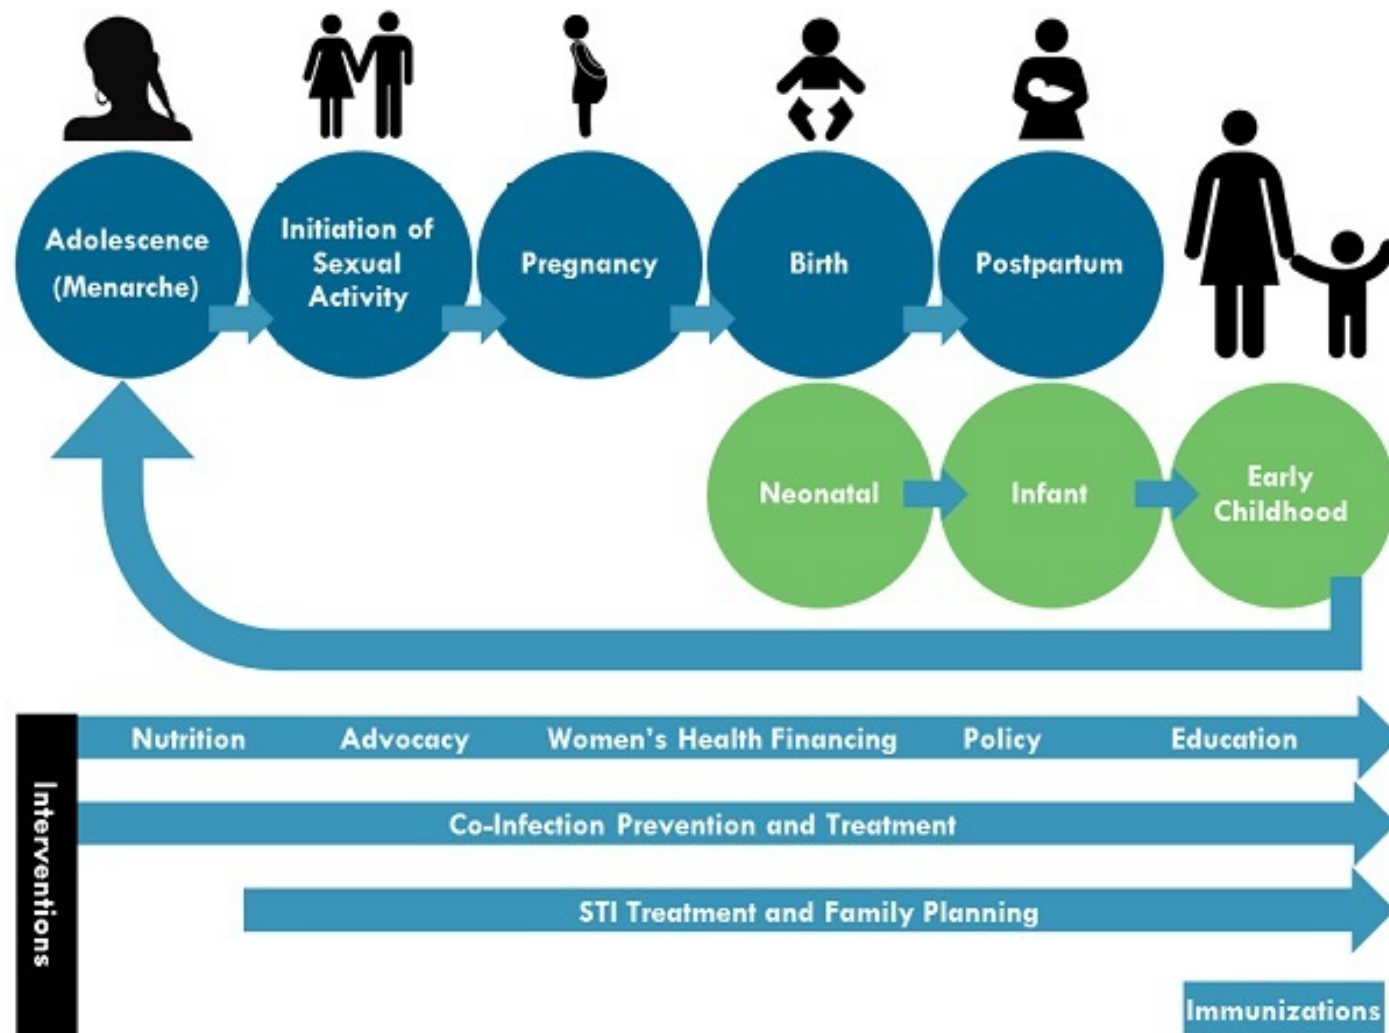 Adolescence
(Menarche)
Initiation of
Sexual
Activity
Pregnancy
Birth
Postpartum
Neonatal
Infant
Early
Childhood
Interventions
Nutrition Advocacy Women's Health Financing Policy Education
Co-Infection Prevention and Treatment
STI Treatment and Family Planning
Immunizations